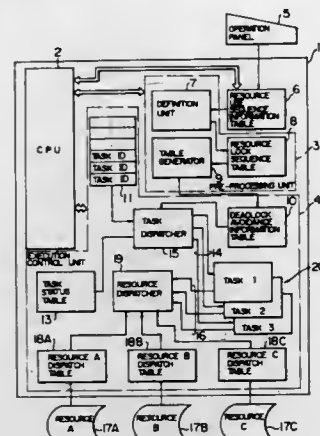 5
OPERATION
PANEL
2
1
7
DEFINITION
UNIT
RESOURCE
USE
SEQUENCE
INFORMATION
TABLE
6
8
CPU
TABLE
GENERATOR
RESOURCE
LOCK
SEQUENCE
TABLE
3
9
PRE-PROCESSING UNIT
TASK ID
TASK ID
TASK ID
11
4
TASK
DISPATCHER
15
14
DEADLOCK
AVOIDANCE
INFORMATION
TABLE
10
EXECUTION
CONTROL UNIT
19
TASK
STATUS
TABLE
13
RESOURCE
DISPATCHER
16
TASK 1
TASK 2
TASK 3
20
18A
RESOURCE A
DISPATCH
TABLE
18B
RESOURCE B
DISPATCH
TABLE
18C
RESOURCE C
DISPATCH
TABLE
RESOURCE
A
17A
RESOURCE
B
17B
RESOURCE
C
17C